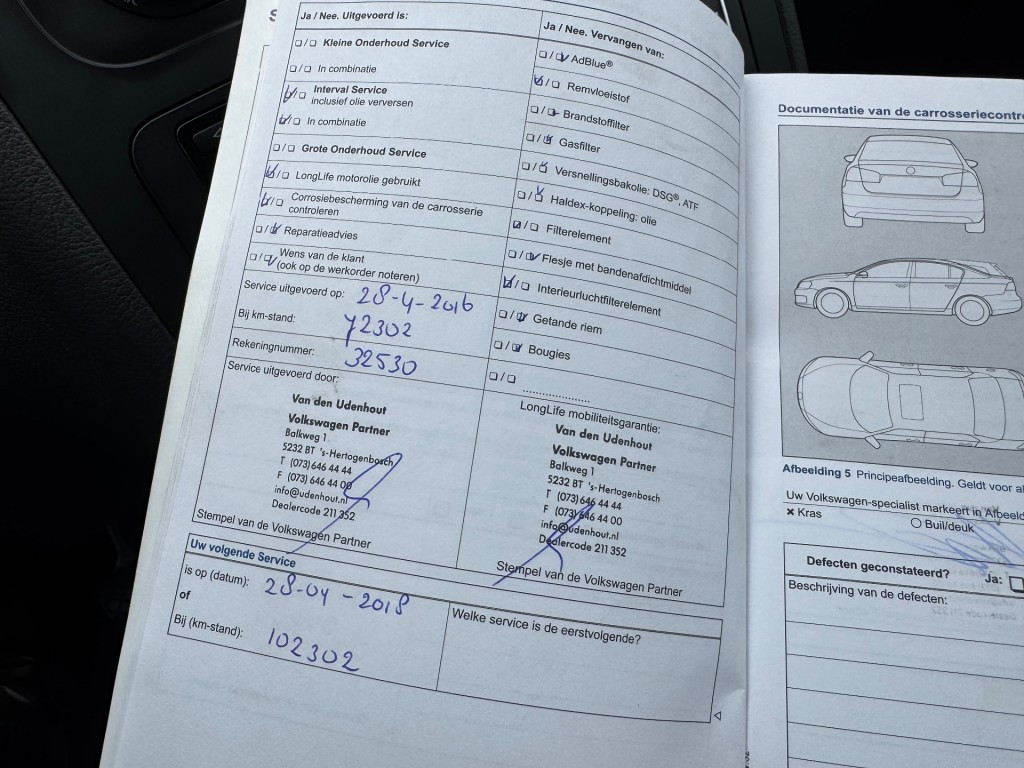 Ja / Nee. Uitgevoerd is:
☐/☐ Kleine Onderhoud Service
☐/☐ In combinatie
☑/☐ Interval Service
inclusief olie verversen
☑/☐ In combinatie
☐/☐ Grote Onderhoud Service
☑/☐ LongLife motorolie gebruikt
☑/☐ Corrosiebescherming van de carrosserie
controleren
☐/☑ Reparatieadvies
☐/☑ Wens van de klant
(ook op de werkorder noteren)
Service uitgevoerd op: 28-4-2016
Bij km-stand: 72302
Rekeningnummer: 32530
Service uitgevoerd door:
Van den Udenhout
Volkswagen Partner
Balkweg 1
5232 BT 's-Hertogenbosch
T (073) 646 44 44
F (073) 646 44 00
info@udenhout.nl
Dealercode 211 352
Stempel van de Volkswagen Partner
Ja / Nee. Vervangen van:
☐/☑ AdBlue®
☑/☐ Remvloeistof
☐/☑ Brandstoffilter
☐/☑ Gasfilter
☐/☑ Versnellingsbakolie: DSG®, ATF
☐/☑ Haldex-koppeling: olie
☑/☐ Filterelement
☐/☑ Flesje met bandenafdichtmiddel
☑/☐ Interieurluchtfilterelement
☐/☑ Getande riem
☐/☑ Bougies
☐/☐ ....................
LongLife mobiliteitsgarantie:
Van den Udenhout
Volkswagen Partner
Balkweg 1
5232 BT 's-Hertogenbosch
T (073) 646 44 44
F (073) 646 44 00
info@udenhout.nl
Dealercode 211 352
Stempel van de Volkswagen Partner
Uw volgende Service
is op (datum): 28-04-2018
of
Bij (km-stand): 102302
Welke service is de eerstvolgende?
Documentatie van de
Afbeelding 5 Principeafbeelding. Geldt voor
Uw Volkswagen-specialist markeert in
× Kras
○ Buil/deuk
Defecten geconstateerd?
Ja: ☐
Beschrijving van de defecten: